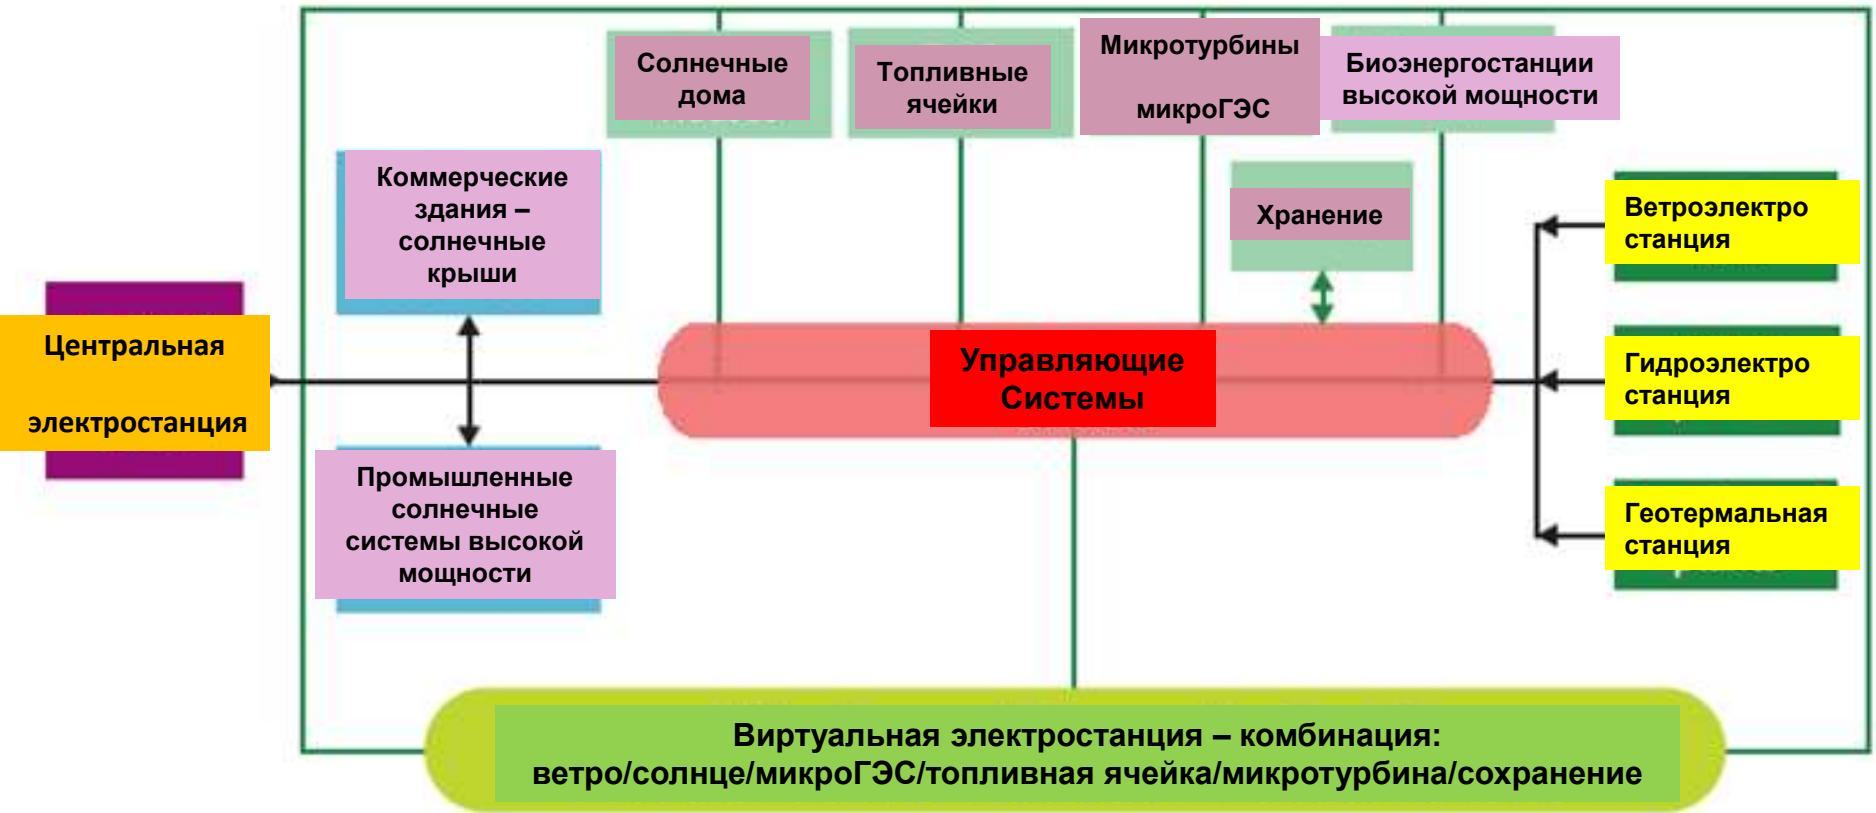 Солнечные
дома
Топливные
ячейки
Микротурбины
микроГЭС
Биоэнергостанции
высокой мощности
Коммерческие
здания –
солнечные
крыши
Хранение
Ветроэлектро
станция
Центральная
электростанция
Управляющие
Системы
Гидроэлектро
станция
Промышленные
солнечные
системы высокой
мощности
Геотермальная
станция
Виртуальная электростанция – комбинация:
ветро/солнце/микроГЭС/топливная ячейка/микротурбина/сохранение